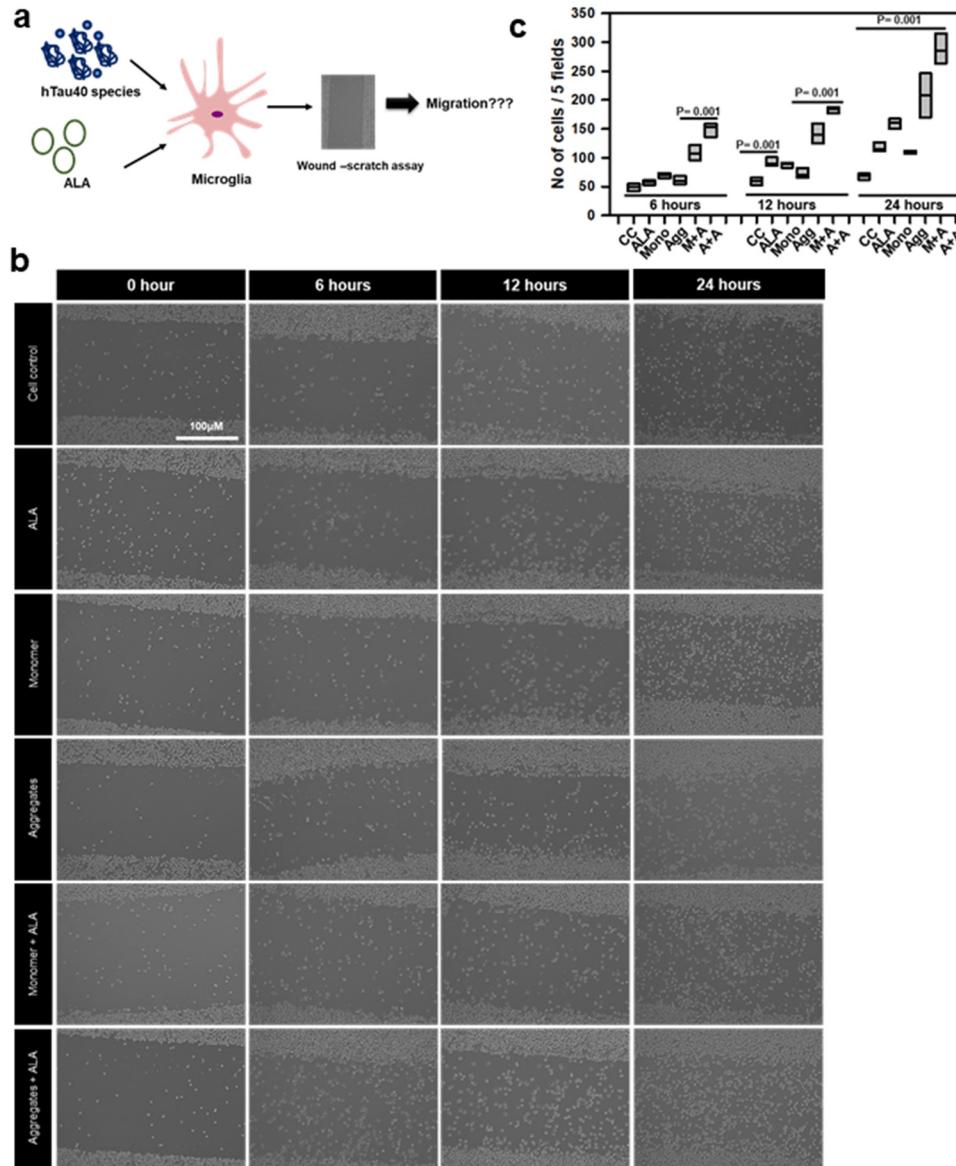 a
hTau40 species
ALA
Microglia
Wound –scratch assay
Migration???
c
No of cells / 5 fields
350
300
250
200
150
100
50
0
P= 0.001
P= 0.001
P= 0.001
P= 0.001
6 hours
12 hours
24 hours
CC
ALA
Mono
Agg
M+A
A+A
CC
ALA
Mono
Agg
M+A
A+A
CC
ALA
Mono
Agg
M+A
A+A
b
0 hour
6 hours
12 hours
24 hours
Cell control
100μM
ALA
Monomer
Aggregates
Monomer + ALA
Aggregates + ALA